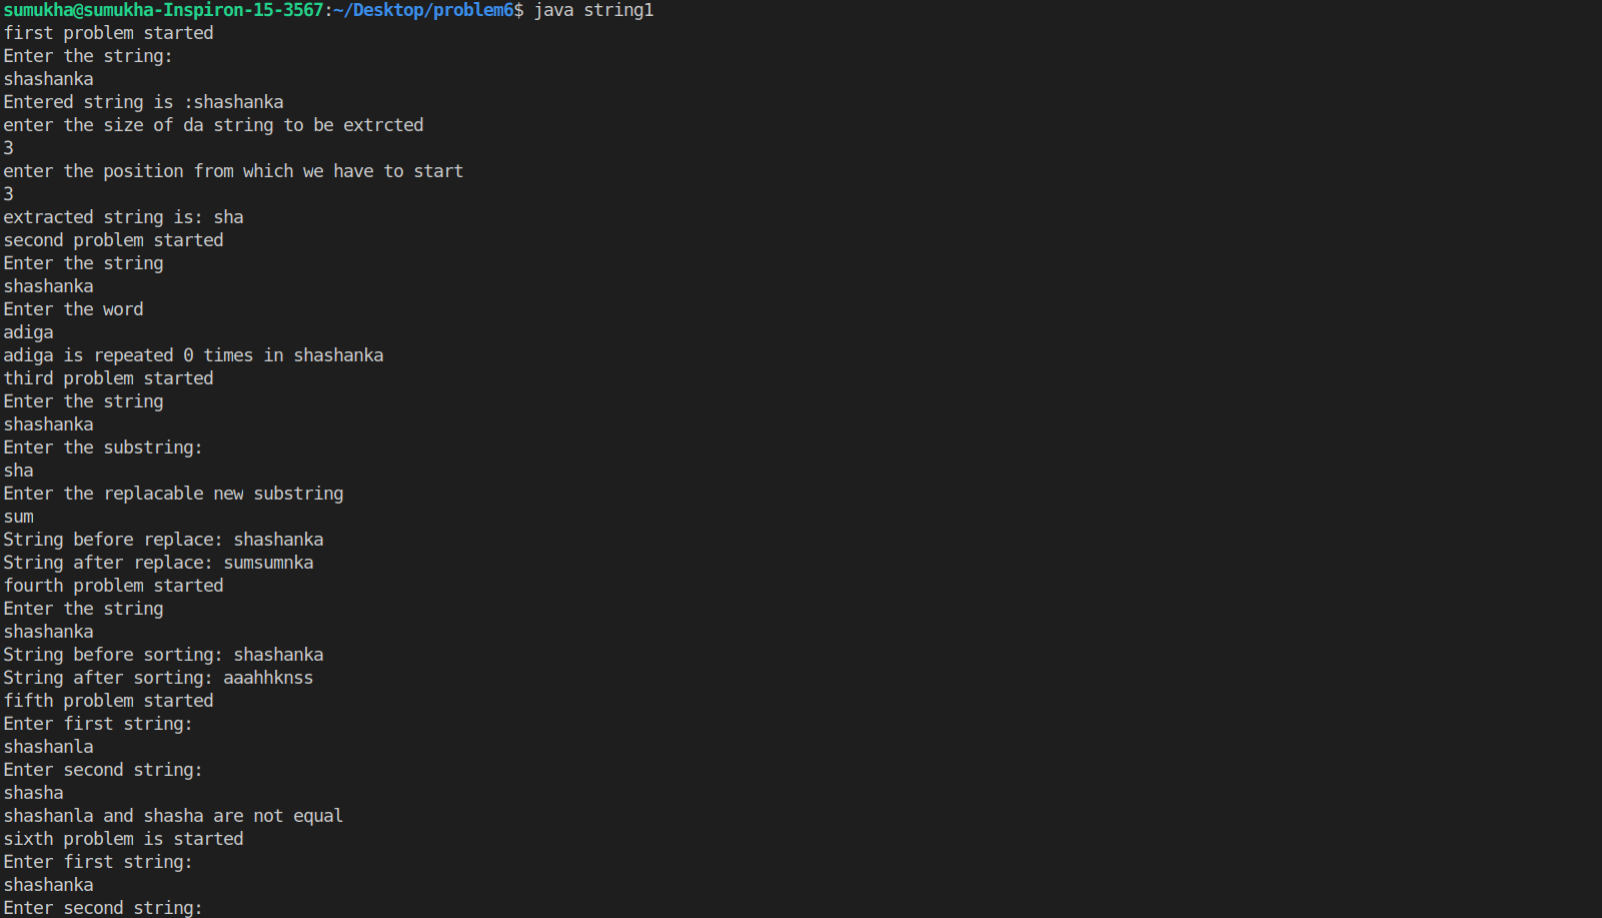 sumukha@sumukha-Inspiron-15-3567:~/Desktop/problem6$ java string1
first problem started
Enter the string:
shashanka
Entered string is :shashanka
enter the size of da string to be extrcted
3
enter the position from which we have to start
3
extracted string is: sha
second problem started
Enter the string
shashanka
Enter the word
adiga
adiga is repeated 0 times in shashanka
third problem started
Enter the string
shashanka
Enter the substring:
sha
Enter the replacable new substring
sum
String before replace: shashanka
String after replace: sumsumnka
fourth problem started
Enter the string
shashanka
String before sorting: shashanka
String after sorting: aaahhknss
fifth problem started
Enter first string:
shashanla
Enter second string:
shasha
shashanla and shasha are not equal
sixth problem is started
Enter first string:
shashanka
Enter second string: